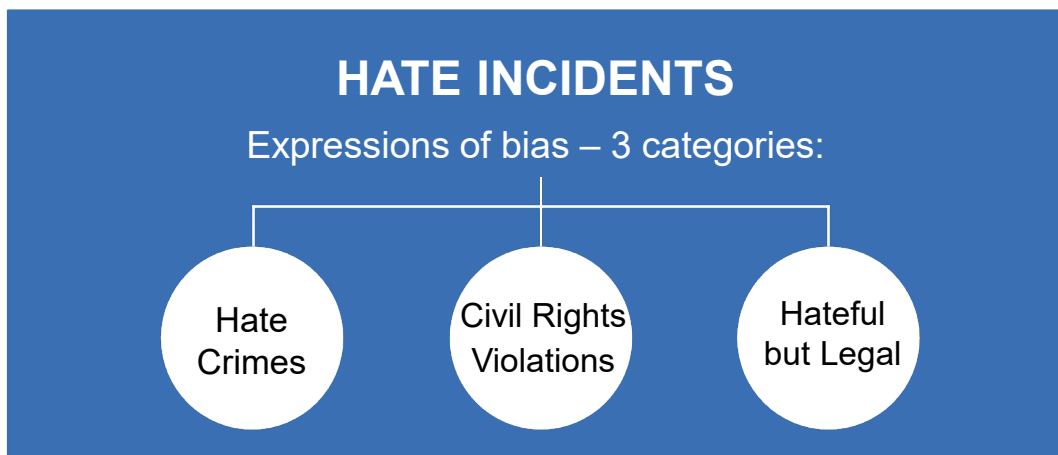 HATE INCIDENTS
Expressions of bias – 3 categories:
Hate
Crimes
Civil Rights
Violations
Hateful
but Legal